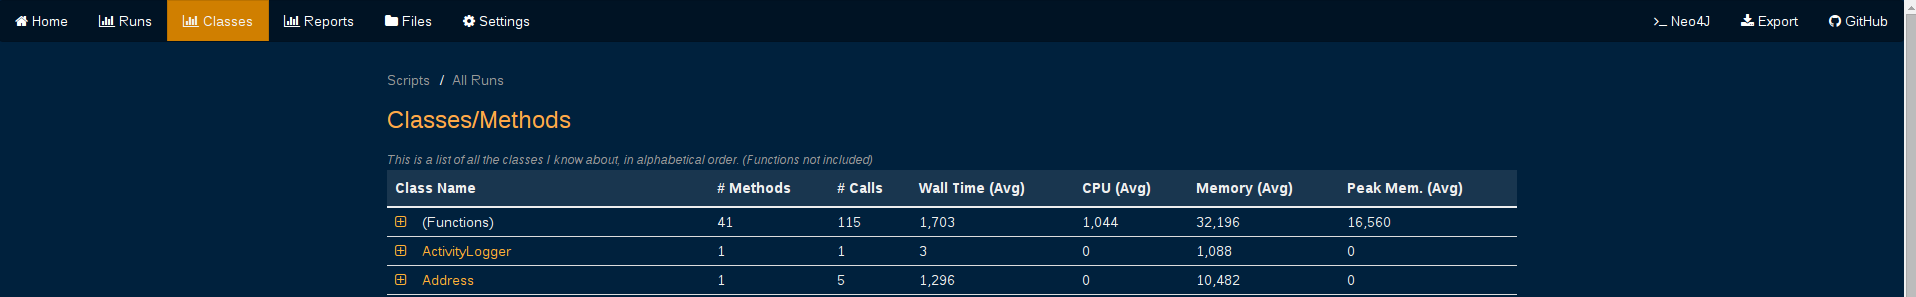 Home Runs Classes Reports Files Settings Neo4J Export GitHub
Scripts / All Runs
Classes/Methods
This is a list of all the classes I know about, in alphabetical order. (Functions not included)
Class Name # Methods # Calls Wall Time (Avg) CPU (Avg) Memory (Avg) Peak Mem. (Avg)
(Functions) 41 115 1,703 1,044 32,196 16,560
ActivityLogger 1 1 3 0 1,088 0
Address 1 5 1,296 0 10,482 0